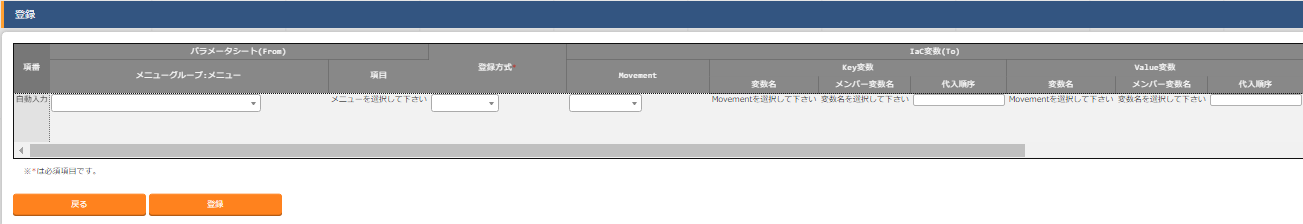 登録
パラメータシート(From) IaC変数(To)
項番 登録方式* Key変数 Value変数
メニューグループ:メニュー 項目 Movement
変数名 メンバー変数名 代入順序 変数名 メンバー変数名 代入順序
自動入力 メニューを選択して下さい Movementを選択して下さい 変数名を選択して下さい Movementを選択して下さい 変数名を選択して下さい
※*は必須項目です。
戻る 登録